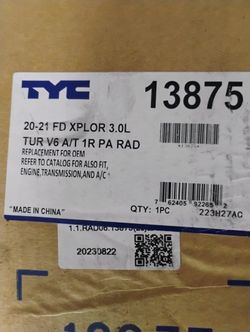 TYC 13875
20-21 FD XPLOR 3.0L
TUR V6 A/T 1R PA RAD
REPLACEMENT FOR OEM
REFER TO CATALOG FOR ALSO FIT,
ENGINE,TRANSMISSION,AND A/C
"MADE IN CHINA"
QTY: 1PC
223H27AC
20230822
13875